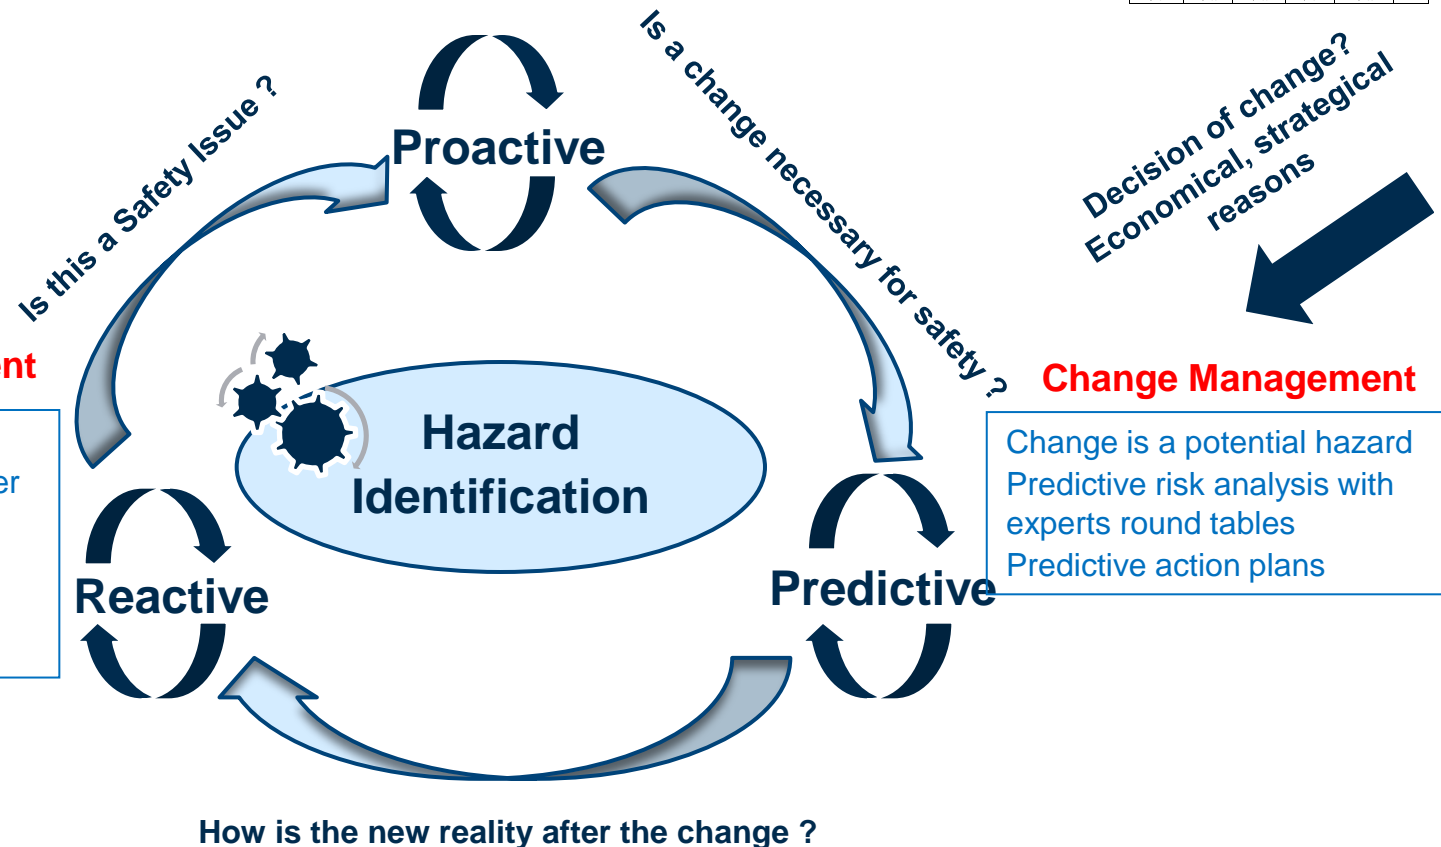 Is this a Safety Issue ?
Proactive
Is a change necessary for safety ?
Decision of change?
Economical, strategical
reasons
Change Management
Change is a potential hazard
Predictive risk analysis with
experts round tables
Predictive action plans
Hazard
Identification
Reactive
Predictive
How is the new reality after the change ?